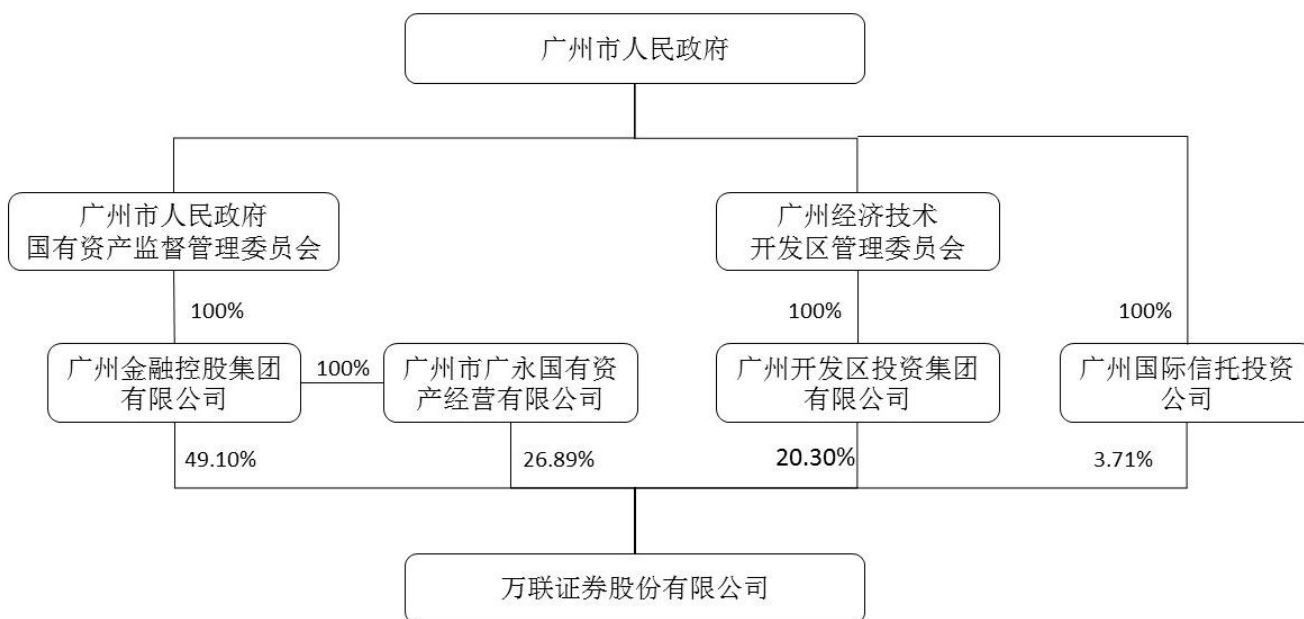 广州市人民政府
广州市人民政府
国有资产监督管理委员会
广州经济技术
开发区管理委员会
100%
100%
100%
广州金融控股集团
有限公司
100%
广州市广永国有资
产经营有限公司
广州开发区投资集团
有限公司
广州国际信托投资
公司
49.10%
26.89%
20.30%
3.71%
万联证券股份有限公司